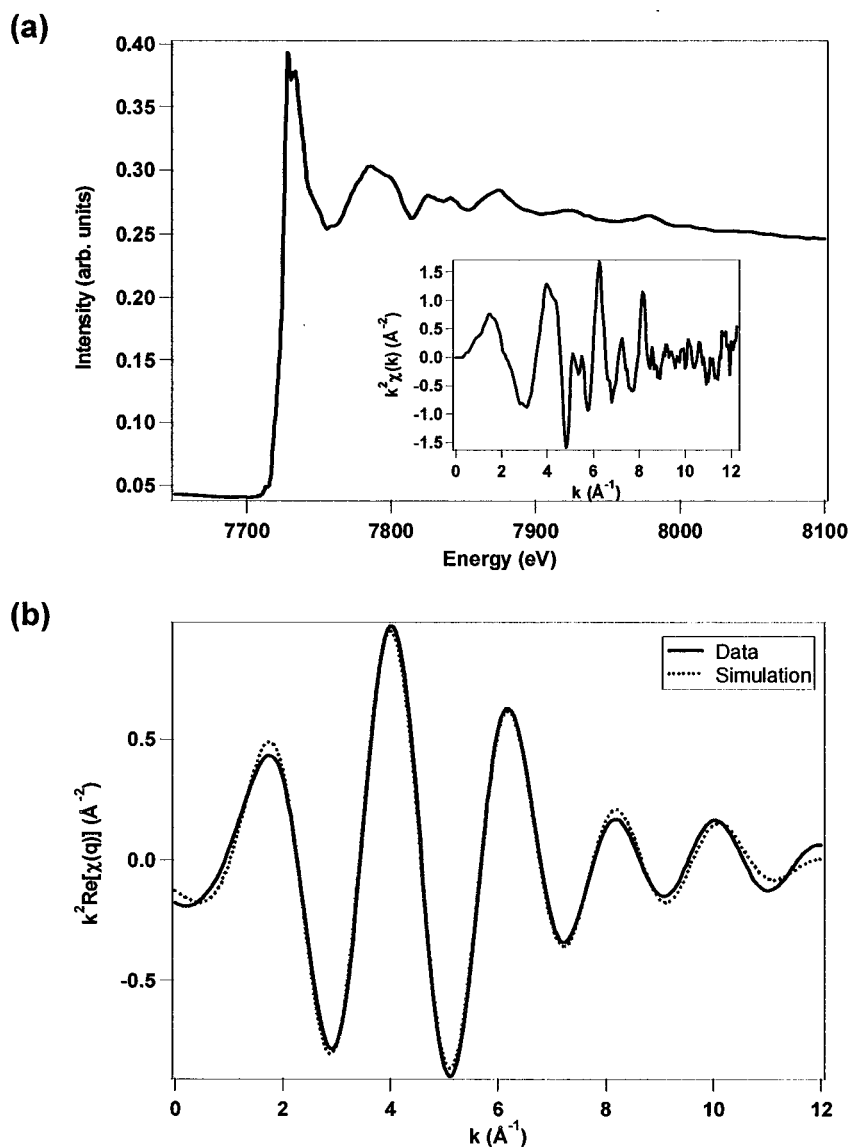 (a)
0.40
0.35
0.30
0.25
0.20
0.15
0.10
0.05
Intensity (arb. units)
7700 7800 7900 8000 8100
Energy (eV)
1.5
1.0
0.5
0.0
-0.5
-1.0
-1.5
k²χ(k) (Å⁻²)
0 2 4 6 8 10 12
k (Å⁻¹)
(b)
Data
Simulation
0.5
0.0
-0.5
k²Re[χ(q)] (Å⁻²)
0 2 4 6 8 10 12
k (Å⁻¹)